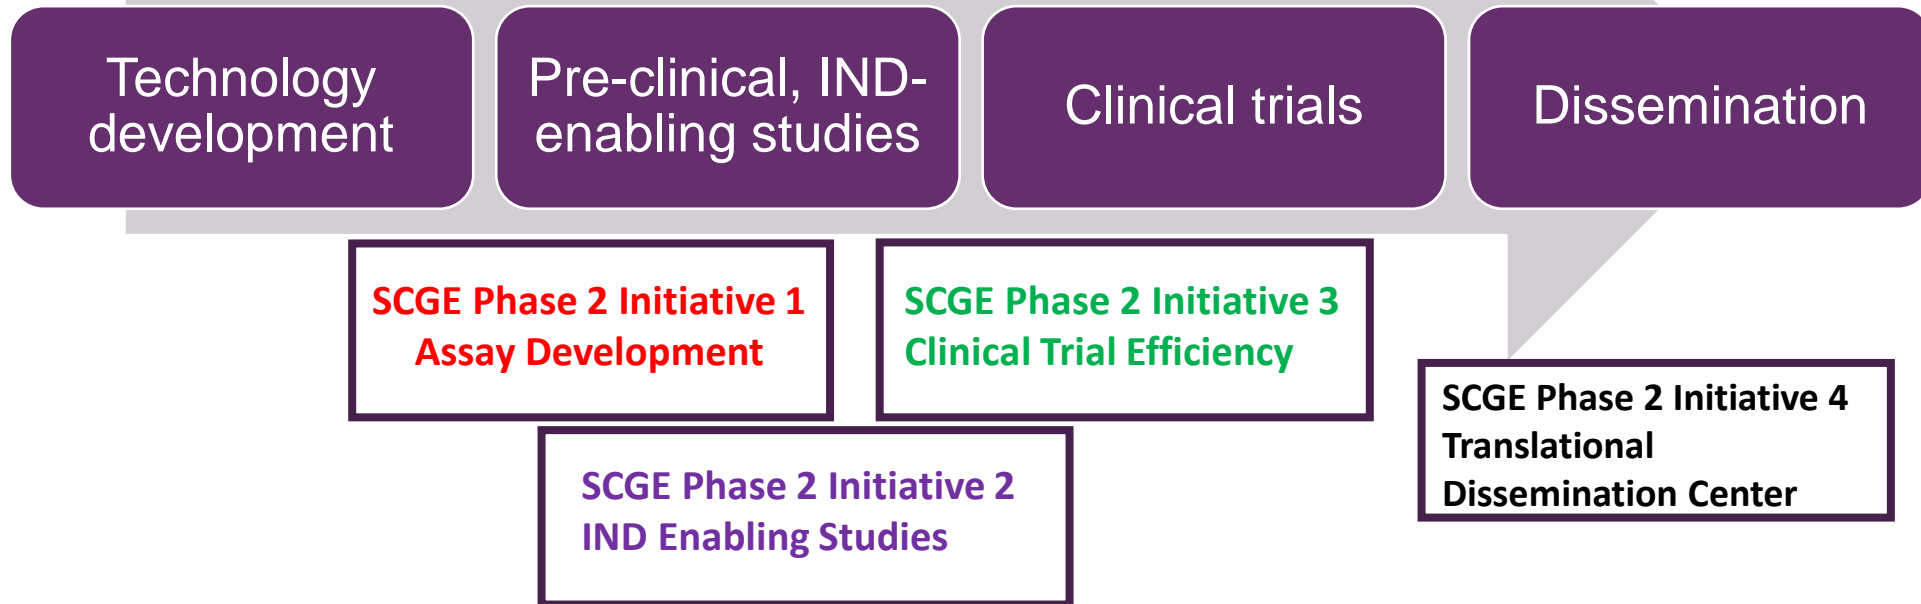 Technology
development
Pre-clinical, IND-
enabling studies
Clinical trials
Dissemination
SCGE Phase 2 Initiative 1
Assay Development
SCGE Phase 2 Initiative 2
IND Enabling Studies
SCGE Phase 2 Initiative 3
Clinical Trial Efficiency
SCGE Phase 2 Initiative 4
Translational
Dissemination Center